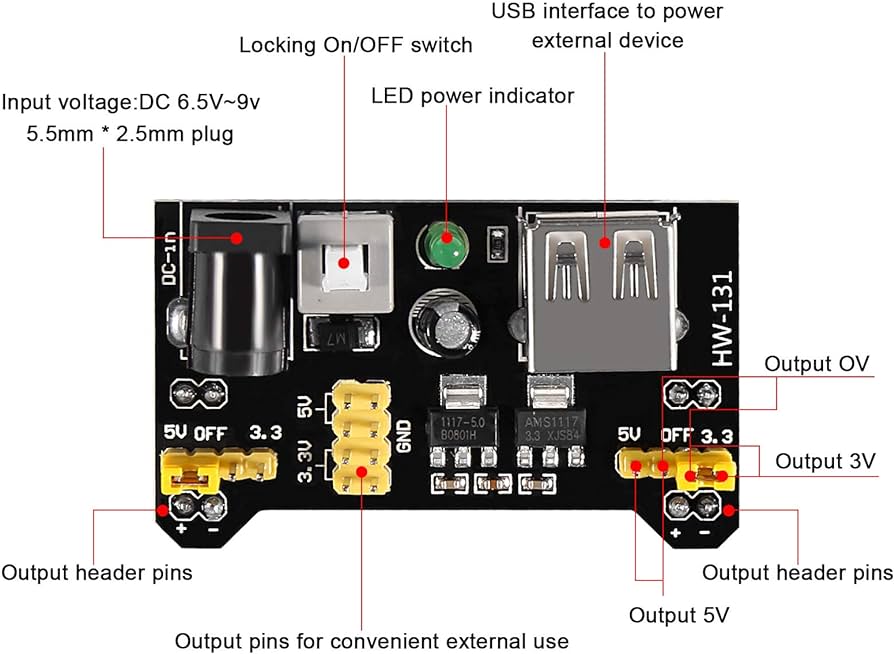 USB interface to power
external device
Locking On/OFF switch
LED power indicator
Input voltage:DC 6.5V~9v
5.5mm * 2.5mm plug
DC-in
HW-131
M7
Output OV
5V OFF 3.3
5V
3.3V
GND
1117-5.0
B0801H
AMS1117
3.3 XJS84
5V OFF 3.3
Output 3V
+ -
+ -
Output header pins
Output header pins
Output 5V
Output pins for convenient external use